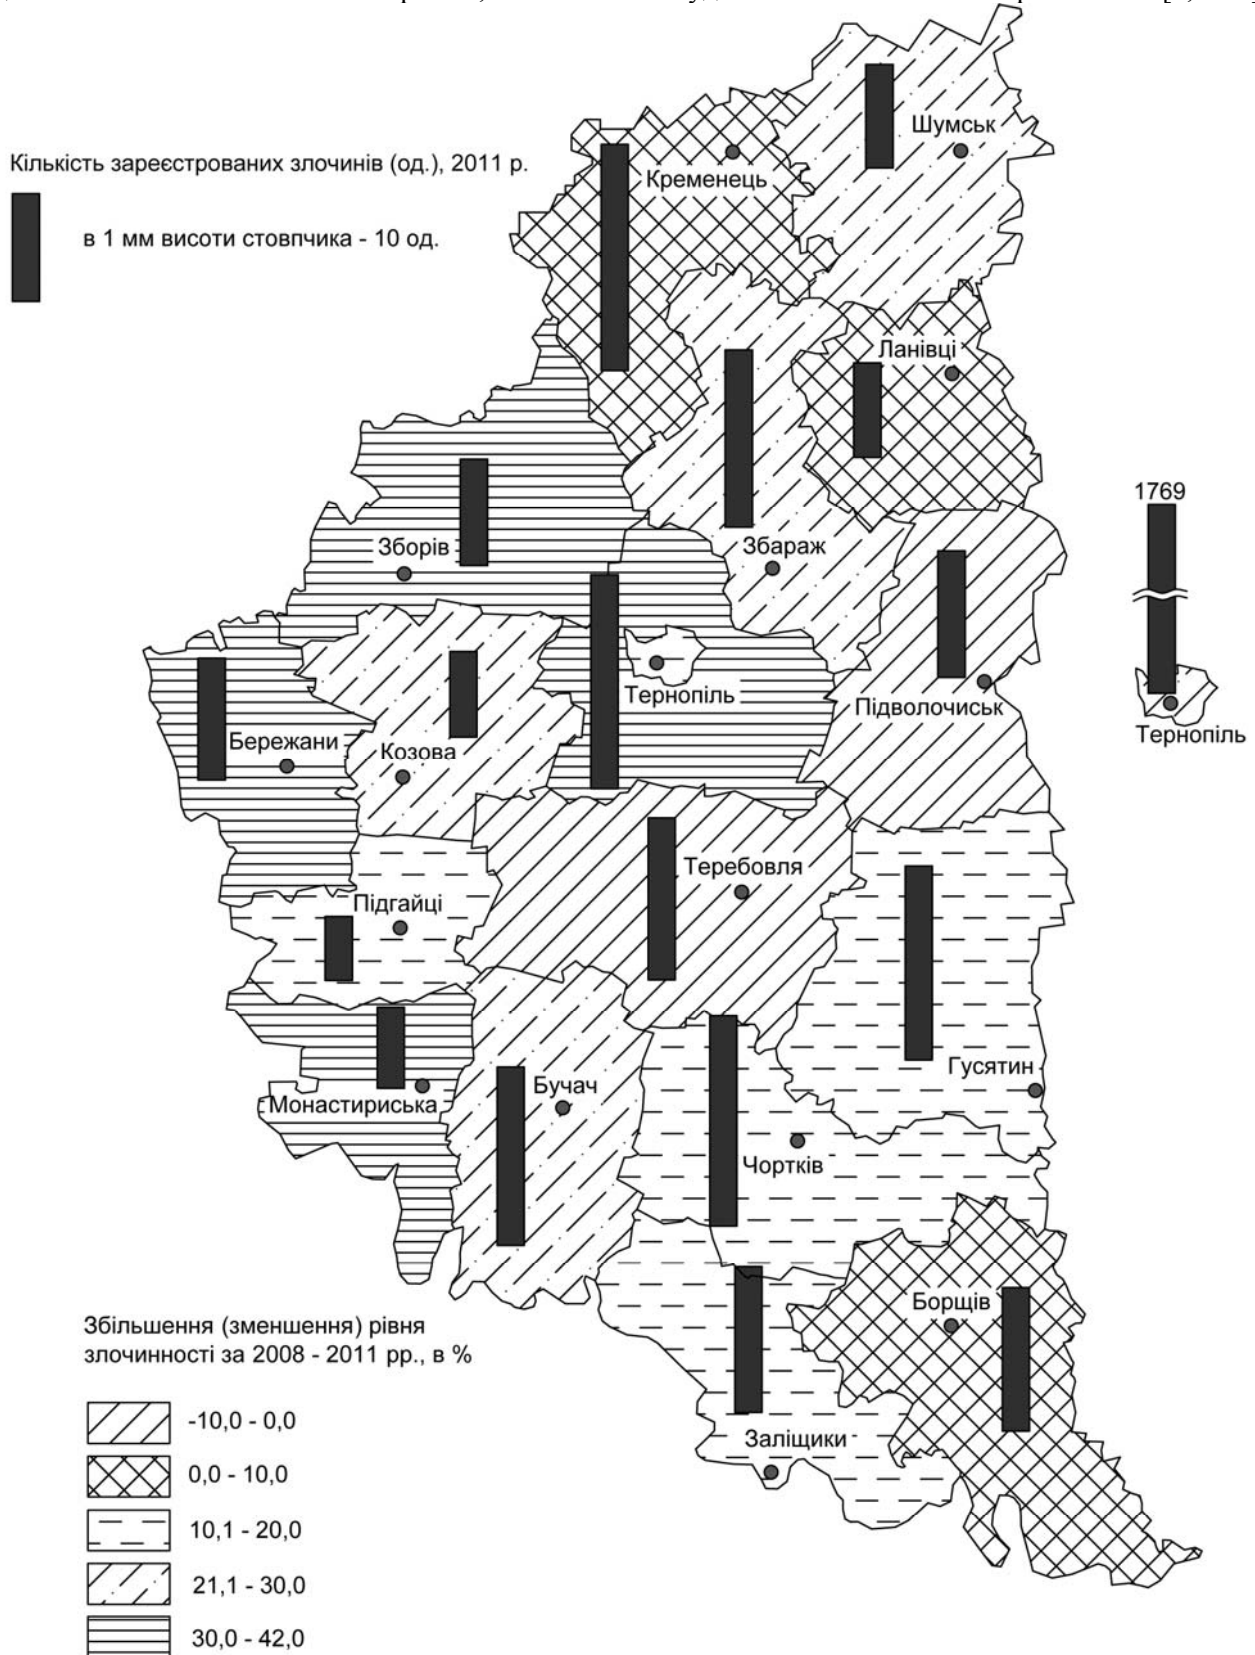 Кількість зареєстрованих злочинів (од.), 2011 р.
в 1 мм висоти стовпчика - 10 од.
Шумськ
Кременець
Ланівці
Зборів
Збараж
1769
Тернопіль
Підволочиськ
Тернопіль
Бережани
Козова
Теребовля
Підгайці
Гусятин
Бучач
Монастириська
Чортків
Борщів
Заліщики
Збільшення (зменшення) рівня
злочинності за 2008 - 2011 рр., в %
-10,0 - 0,0
0,0 - 10,0
10,1 - 20,0
21,1 - 30,0
30,0 - 42,0